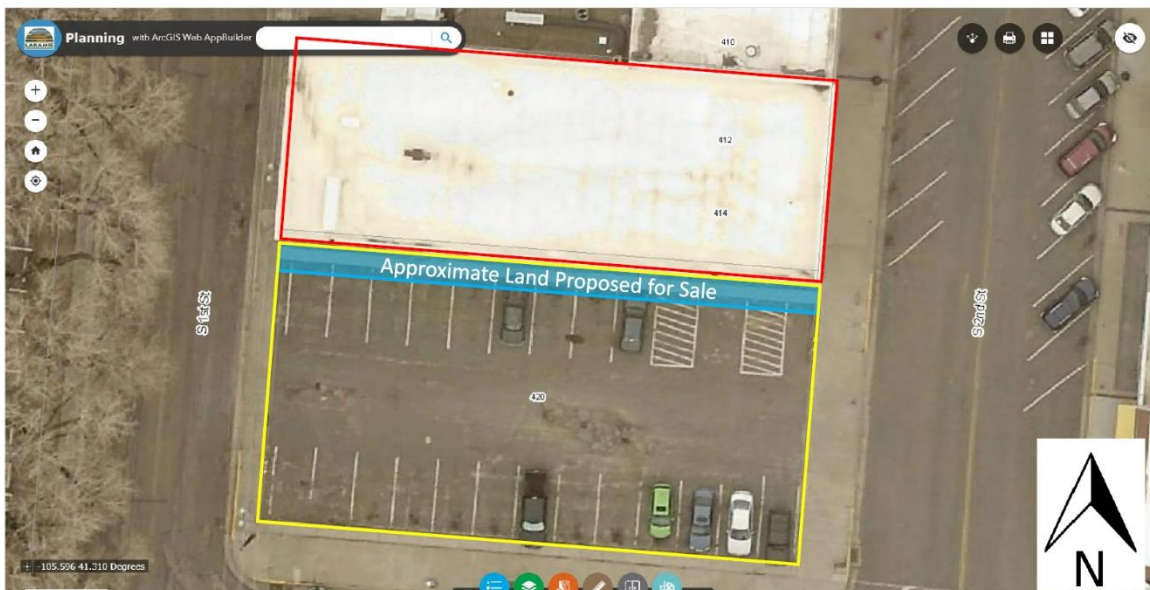 LARAMIE
Planning with ArcGIS Web AppBuilder
410
412
414
Approximate Land Proposed for Sale
S 1st St
S 2nd St
420
-105.596 41.310 Degrees
N